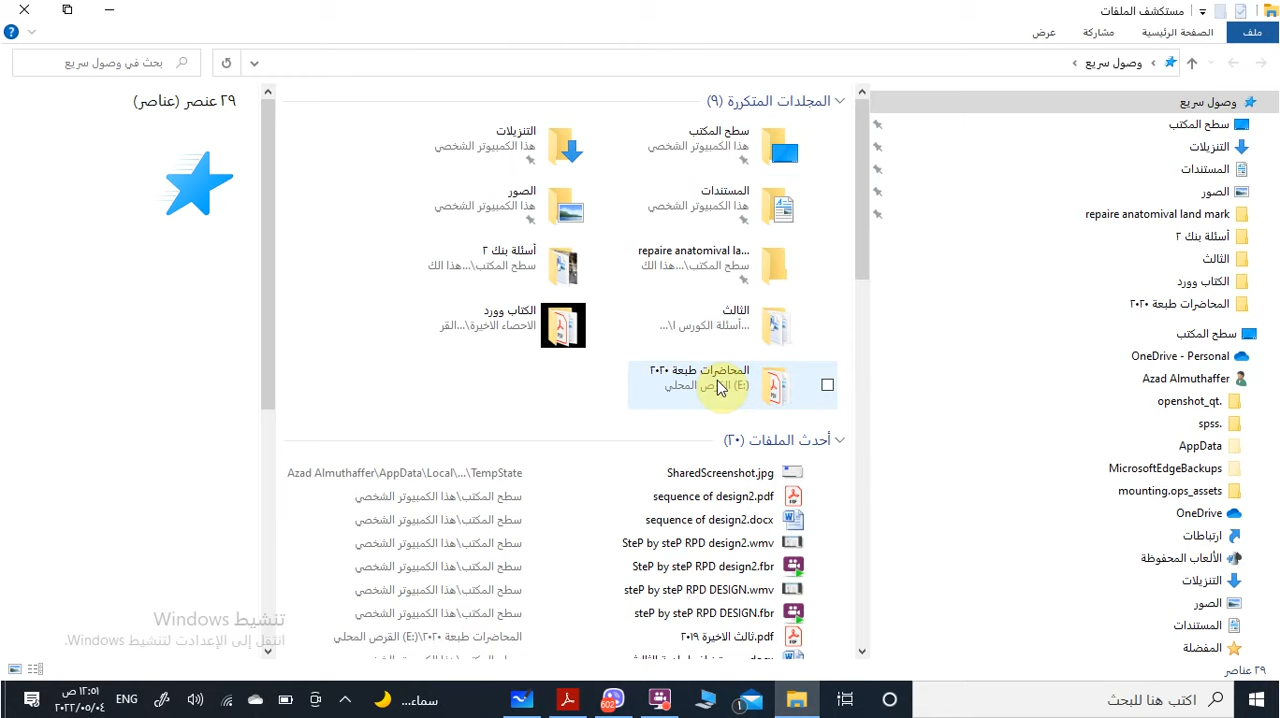 مستكشف الملفات
ملف
الصفحة الرئيسية
مشاركة
عرض
وصول سريع
بحث في وصول سريع
وصول سريع
سطح المكتب
التنزيلات
المستندات
الصور
repaire anatomival land mark
أسئلة بنك ٢
الثالث
الكتاب وورد
المحاضرات طبعة ٢٠٢٠
سطح المكتب
OneDrive - Personal
Azad Almuthaffer
.openshot_qt
.spss
AppData
MicrosoftEdgeBackups
mounting.ops_assets
OneDrive
ارتباطات
الألعاب المحفوظة
التنزيلات
الصور
المستندات
المفضلة
المجلدات المتكررة (٩)
سطح المكتب
هذا الكمبيوتر الشخصي
التنزيلات
هذا الكمبيوتر الشخصي
المستندات
هذا الكمبيوتر الشخصي
الصور
هذا الكمبيوتر الشخصي
repaire anatomival la...
سطح المكتب\...هذا الك
أسئلة بنك ٢
سطح المكتب\...هذا الك
الثالث
...أسئلة الكورس ا\...
الكتاب وورد
الاحصاء الاخيرة\...القر
المحاضرات طبعة ٢٠٢٠
(E:) المحلي
أحدث الملفات (٢٠)
SharedScreenshot.jpg
Azad Almuthaffer\AppData\Local\...\TempState
sequence of design2.pdf
سطح المكتب\هذا الكمبيوتر الشخصي
sequence of design2.docx
سطح المكتب\هذا الكمبيوتر الشخصي
SteP by steP RPD design2.wmv
سطح المكتب\هذا الكمبيوتر الشخصي
SteP by steP RPD design2.fbr
سطح المكتب\هذا الكمبيوتر الشخصي
steP by steP RPD DESIGN.wmv
سطح المكتب\هذا الكمبيوتر الشخصي
steP by steP RPD DESIGN.fbr
سطح المكتب\هذا الكمبيوتر الشخصي
ثالث الاخيرة ٢٠١٩.pdf
المحاضرات طبعة ٢٠٢٠\(E:) القرص المحلي
٢٩ عنصر (عناصر)
تنشيط Windows
انتقل إلى الإعدادت لتنشيط Windows.
٢٩ عناصر
اكتب هنا للبحث
1
602
سماء...
ENG
١٢:٥١ ص
٢٠٢٢/٠٥/٠٤